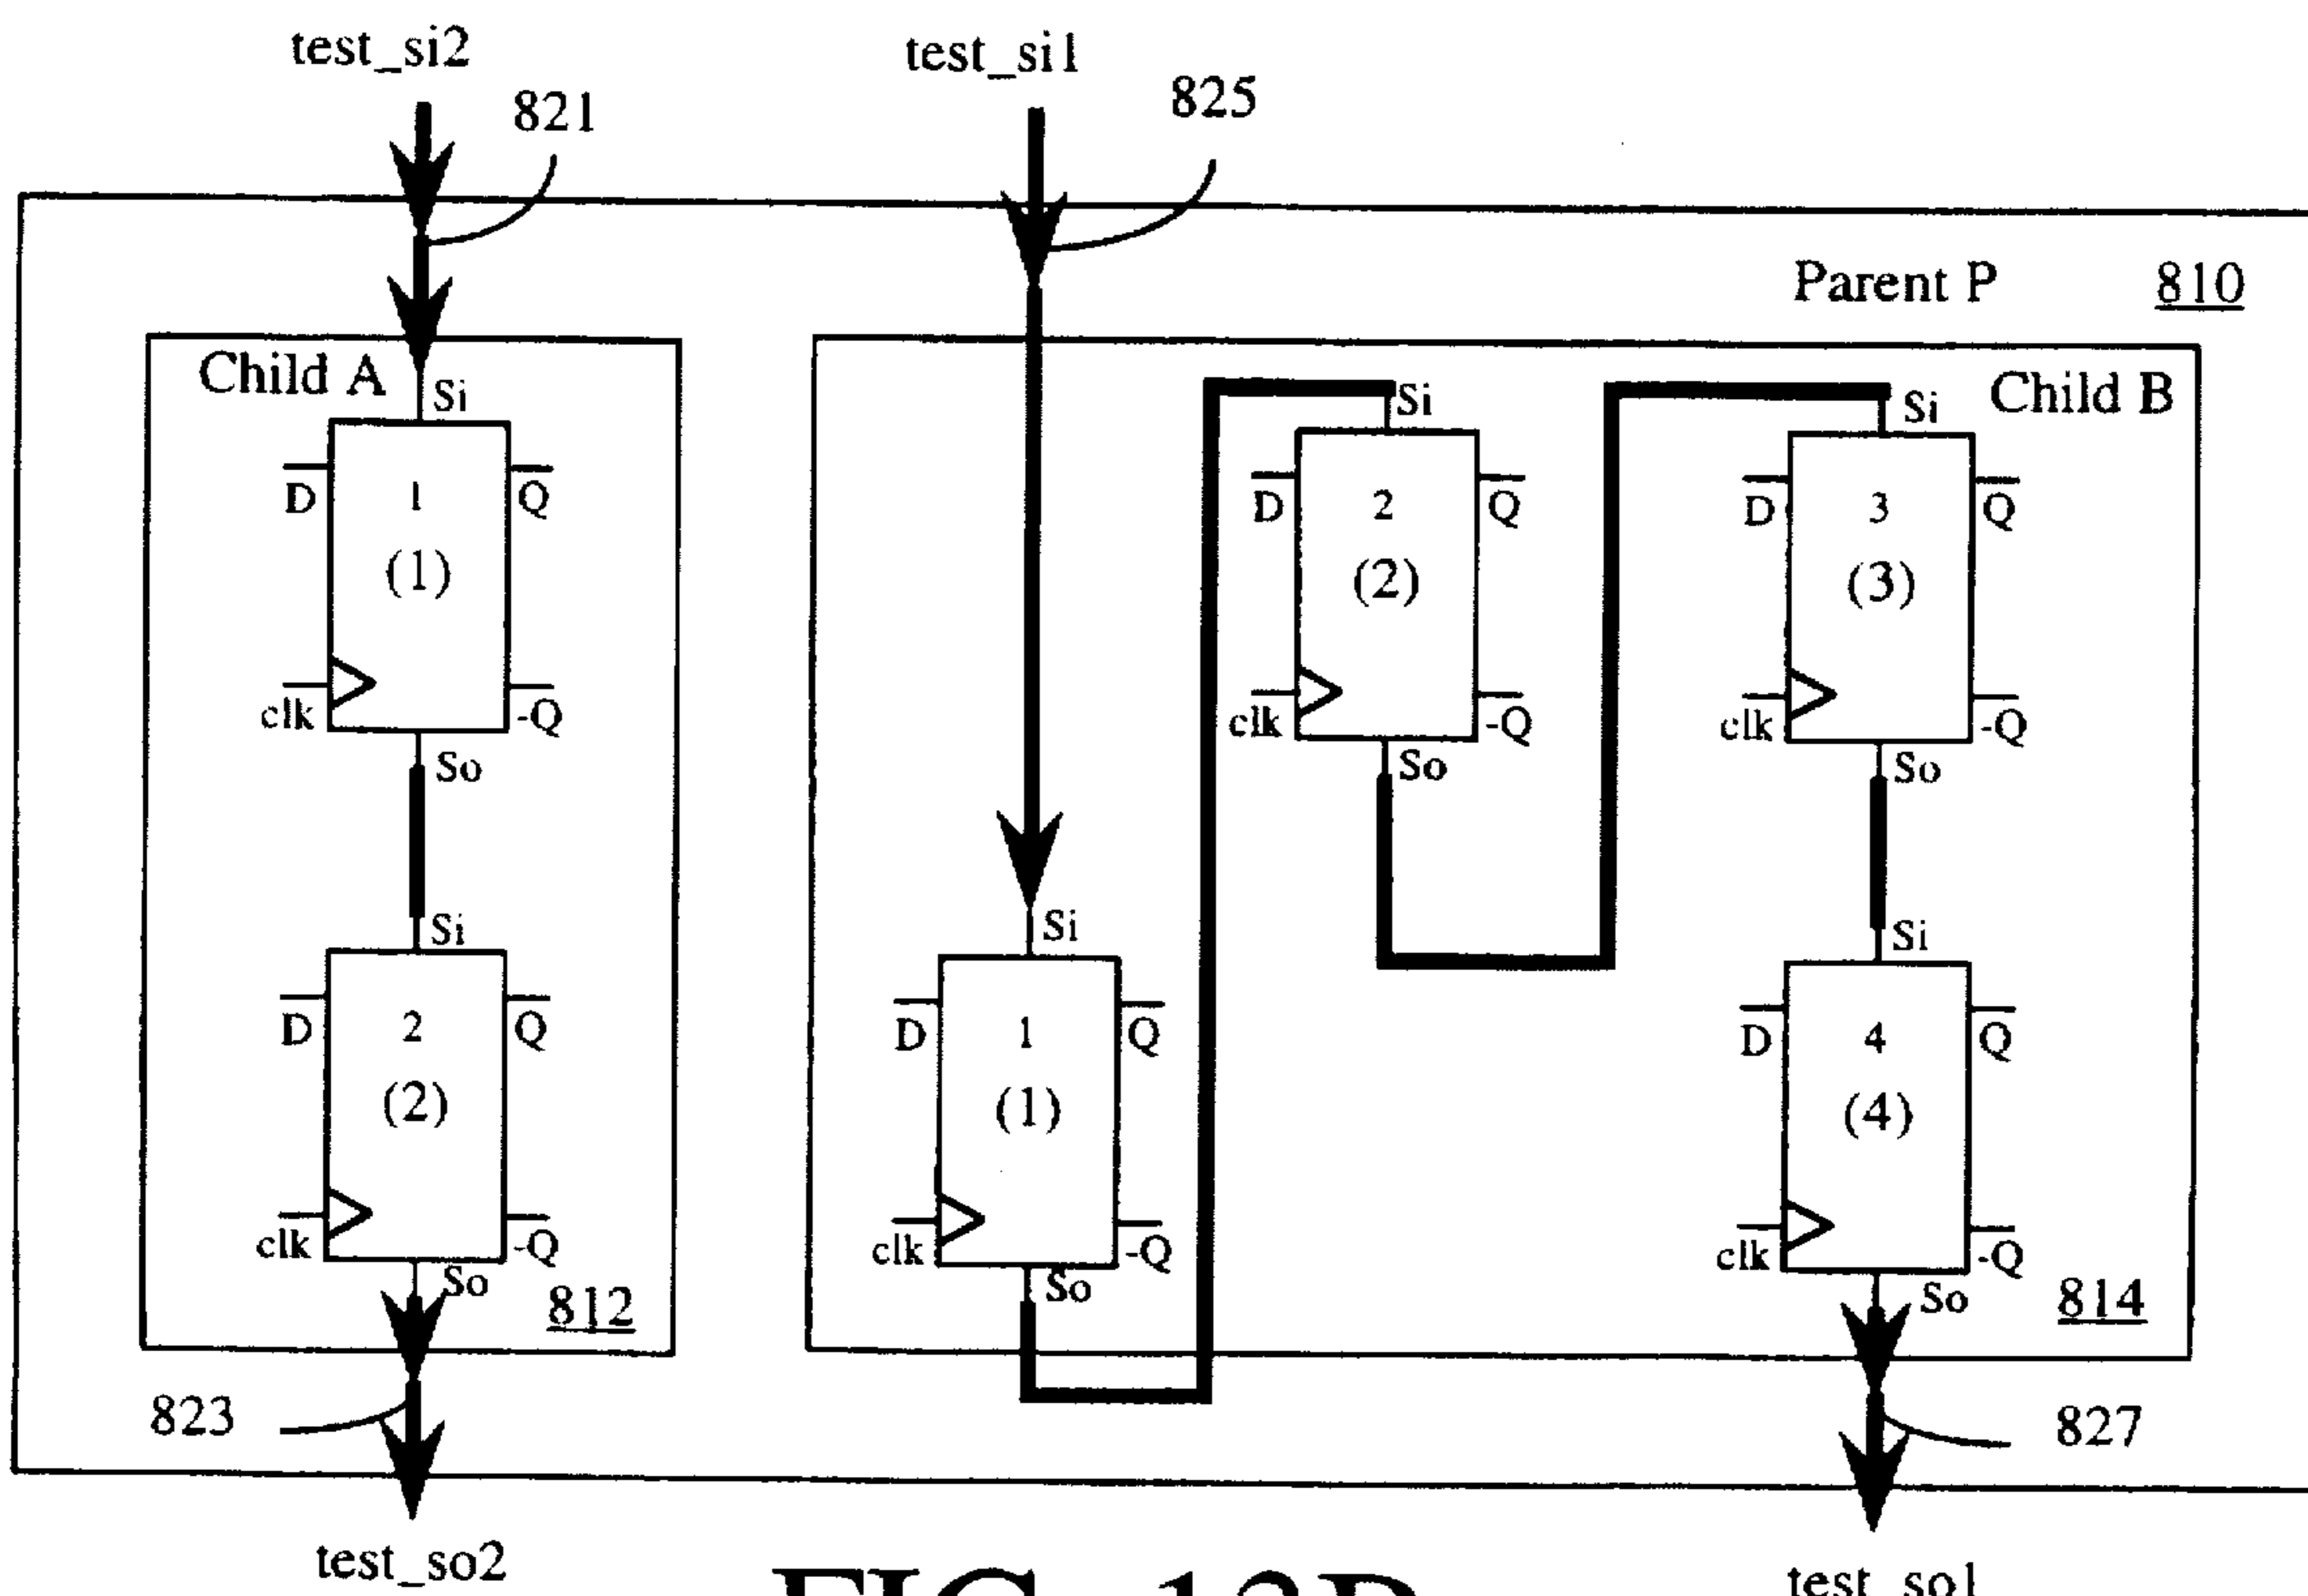 test_si2
test_si1
821
825
Parent P 810
Child A
Child B
Si
Si
Si
D 1 Q
(1)
clk -Q
So
D 2 Q
(2)
clk -Q
So
D 3 Q
(3)
clk -Q
So
Si
Si
Si
D 2 Q
(2)
clk -Q
So
812
D 1 Q
(1)
clk -Q
So
D 4 Q
(4)
clk -Q
So
814
823
827
test_so2
test_so1